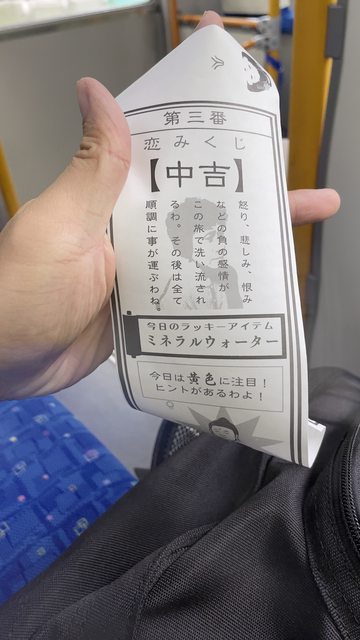 第三番
恋みくじ
【中吉】
怒り、悲しみ、恨み
などの負の感情が
この旅で洗い流され
るわ。その後は全て
順調に事が運ぶわね。
今日のラッキーアイテム
ミネラルウォーター
今日は黄色に注目！
ヒントがあるわよ！